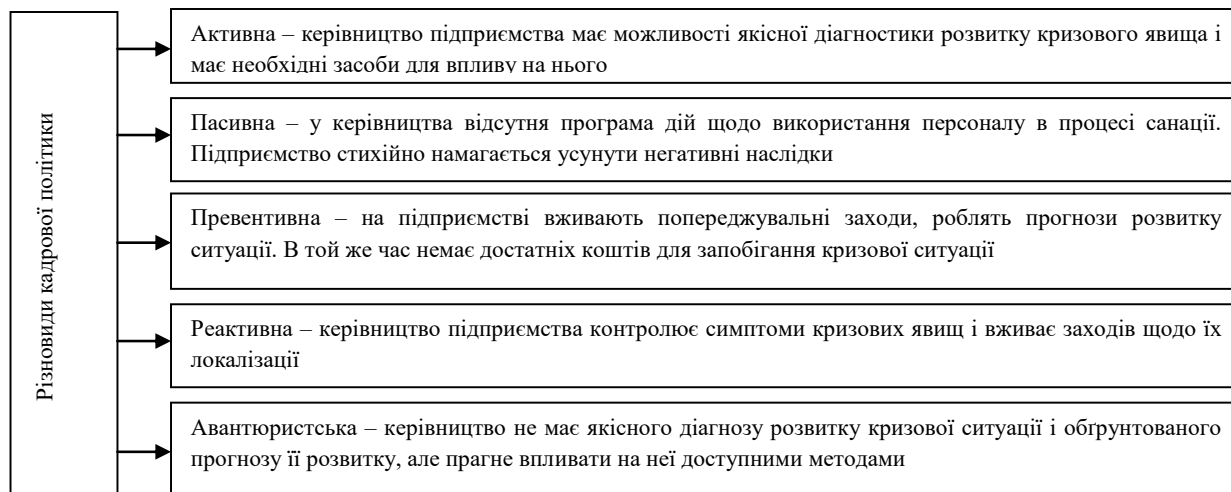 Різновиди кадрової політики
Активна – керівництво підприємства має можливості якісної діагностики розвитку кризового явища і
має необхідні засоби для впливу на нього
Пасивна – у керівництва відсутня програма дій щодо використання персоналу в процесі санації.
Підприємство стихійно намагається усунути негативні наслідки
Превентивна – на підприємстві вживають попереджувальні заходи, роблять прогнози розвитку
ситуації. В той же час немає достатніх коштів для запобігання кризової ситуації
Реактивна – керівництво підприємства контролює симптоми кризових явищ і вживає заходів щодо їх
локалізації
Авантюристська – керівництво не має якісного діагнозу розвитку кризової ситуації і обґрунтованого
прогнозу її розвитку, але прагне впливати на неї доступними методами